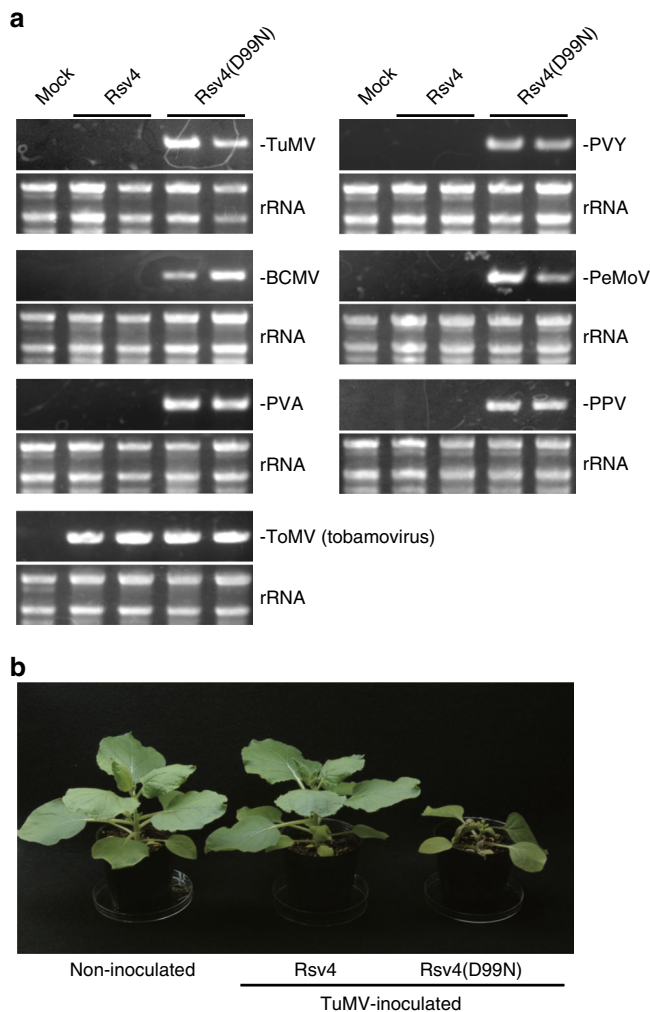 a
Mock Rsv4 Rsv4(D99N)
-TuMV
rRNA
-BCMV
rRNA
-PVA
rRNA
-ToMV (tobamovirus)
rRNA
Mock Rsv4 Rsv4(D99N)
-PVY
rRNA
-PeMoV
rRNA
-PPV
rRNA
b
Non-inoculated Rsv4 Rsv4(D99N)
TuMV-inoculated